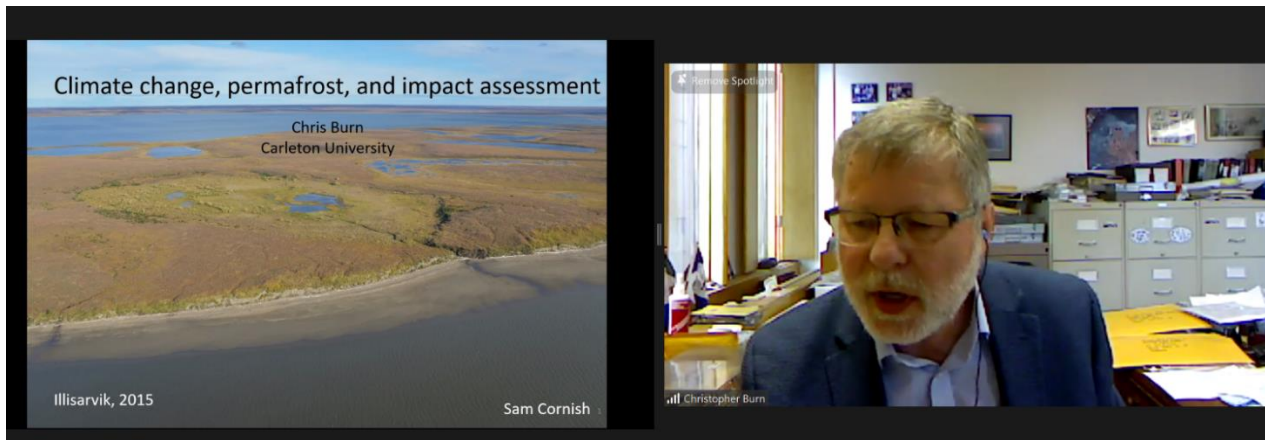 Climate change, permafrost, and impact assessment
Chris Burn
Carleton University
Illisarvik, 2015
Sam Cornish
Remove Spotlight
Christopher Burn